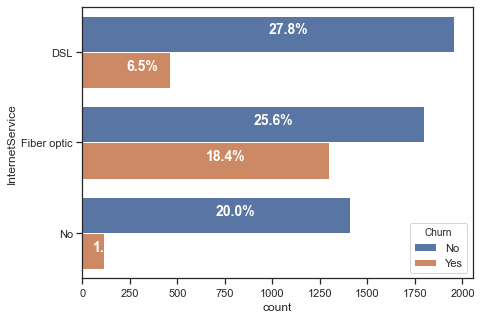 27.8%
DSL
6.5%
25.6%
Fiber optic
18.4%
InternetService
20.0%
No
1.
Churn
No
Yes
0 250 500 750 1000 1250 1500 1750 2000
count